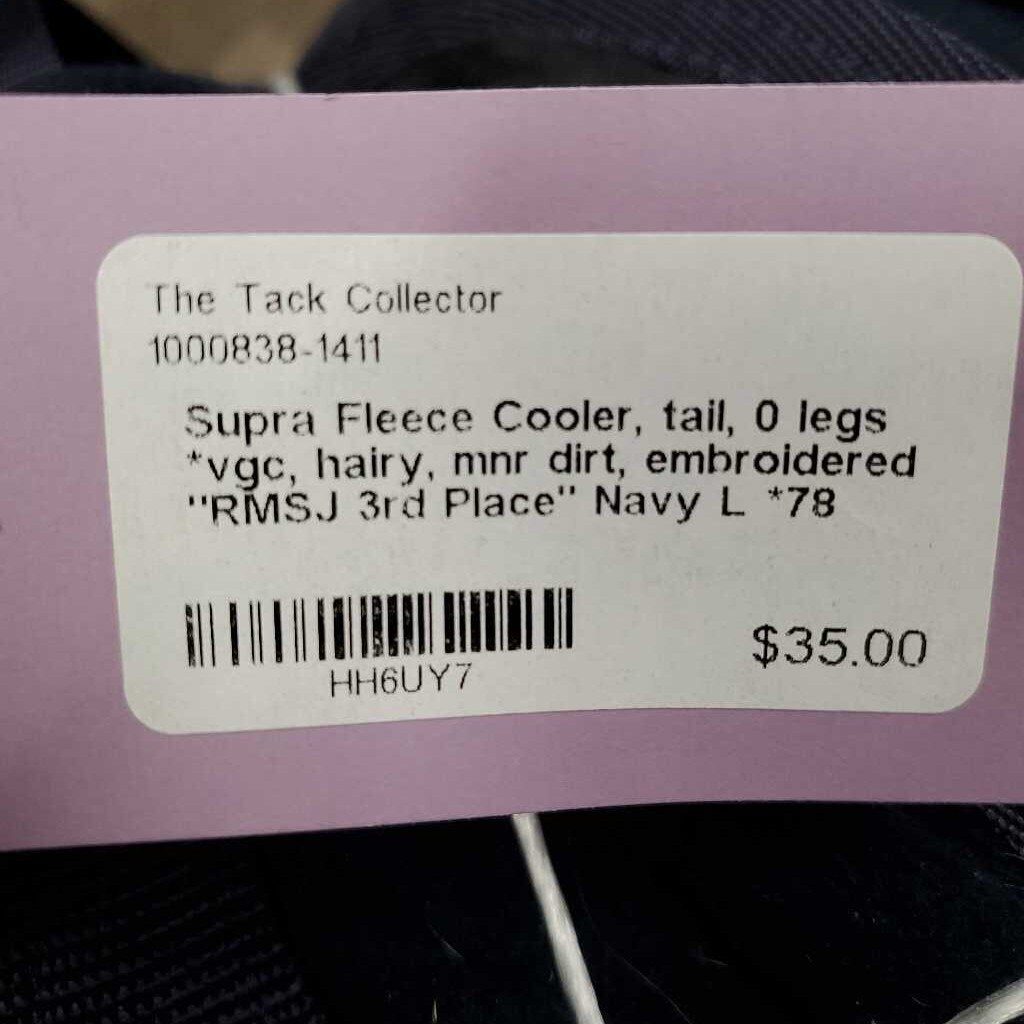 The Tack Collector
1000838-1411
Supra Fleece Cooler, tail, 0 legs
*vgc, hairy, mnr dirt, embroidered
"RMSJ 3rd Place" Navy L *78
HH6UY7
$35.00